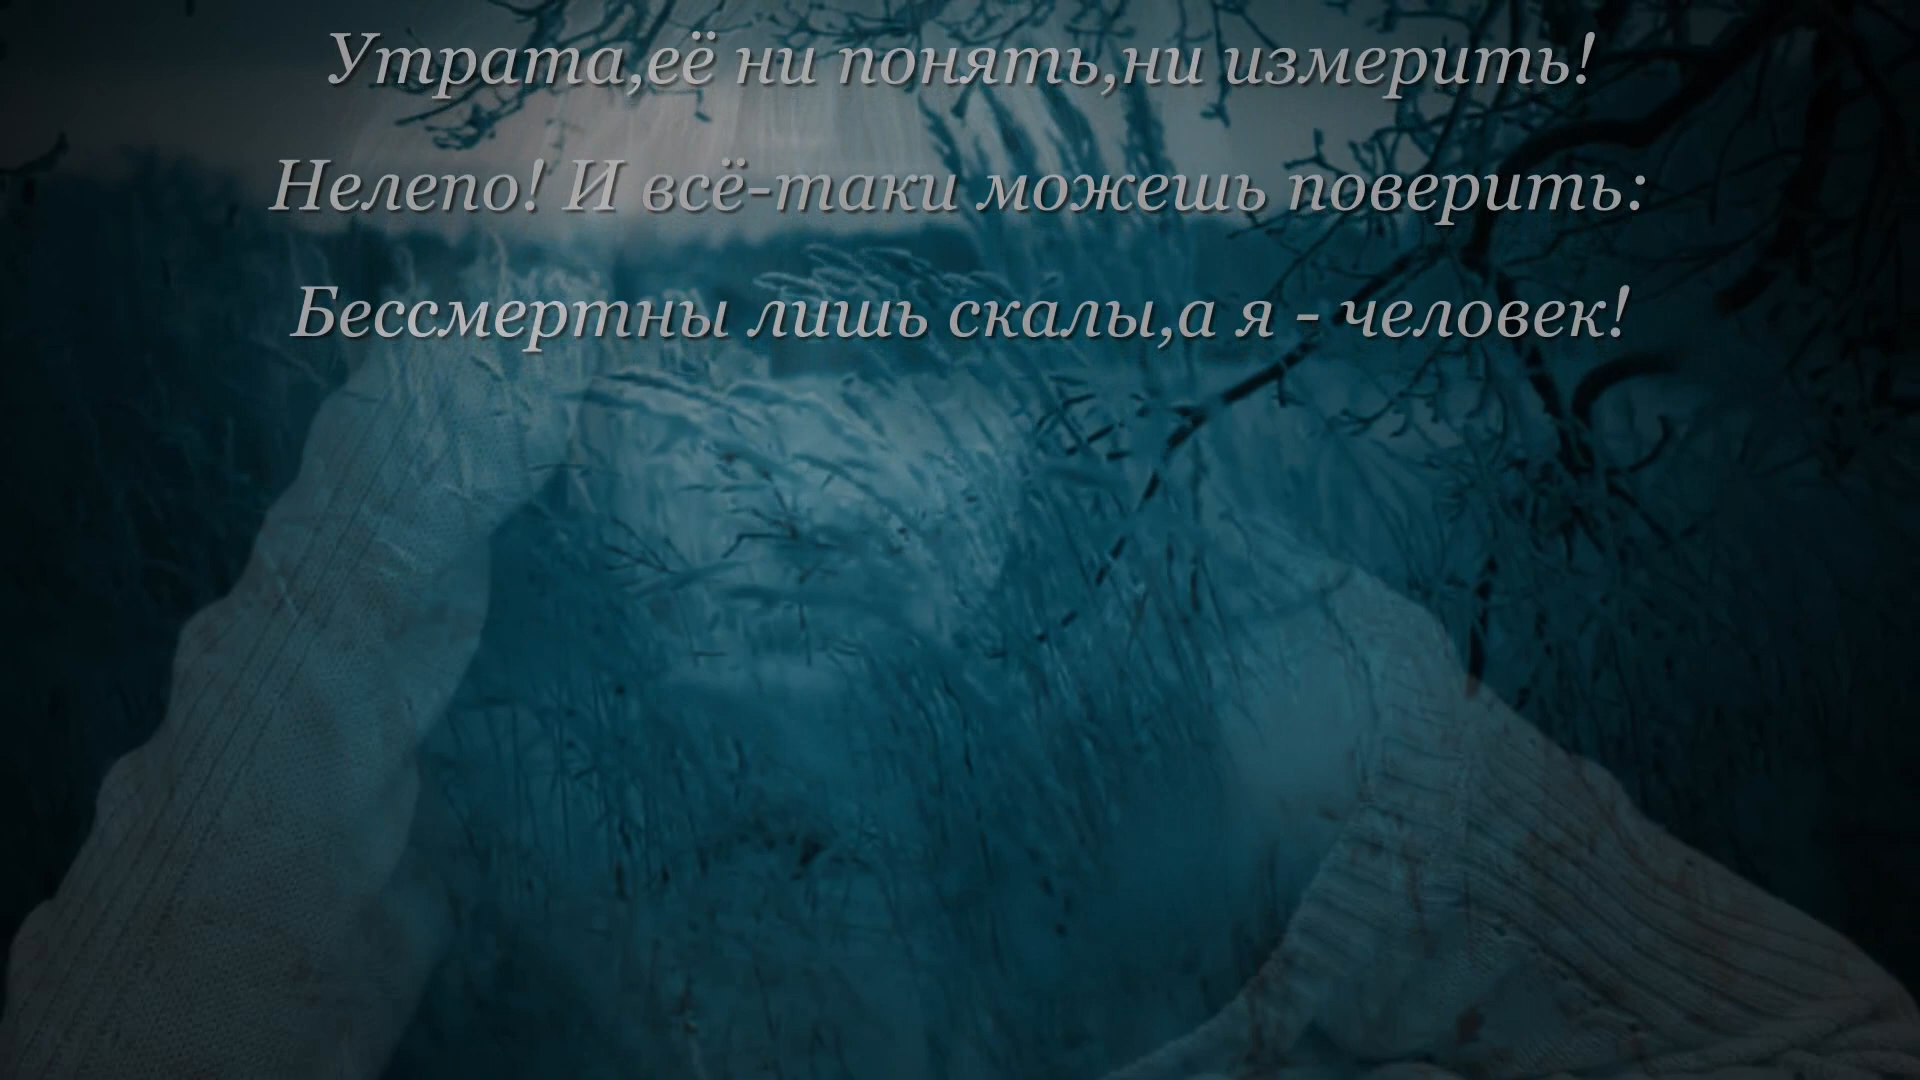 Утрата,её ни понять,ни измерить!
Нелепо! И всё-таки можешь поверить:
Бессмертны лишь скалы,а я - человек!